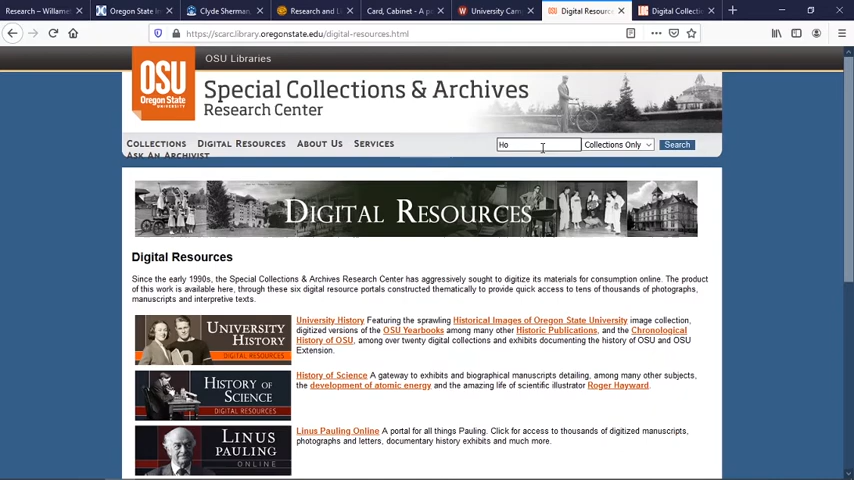 Research – Willame
Oregon State In
Clyde Sherman,
Research and Li
Card, Cabinet - A p
University Cam
Digital Resourc
Digital Collectio
https://scarc.library.oregonstate.edu/digital-resources.html
OSU Libraries
OSU
Oregon State
UNIVERSITY
Special Collections & Archives
Research Center
COLLECTIONS DIGITAL RESOURCES ABOUT US SERVICES
ASK AN ARCHIVIST
Ho
Collections Only
Search
DIGITAL RESOURCES
Digital Resources
Since the early 1990s, the Special Collections & Archives Research Center has aggressively sought to digitize its materials for consumption online. The product
of this work is available here, through these six digital resource portals constructed thematically to provide quick access to tens of thousands of photographs,
manuscripts and interpretive texts.
UNIVERSITY
HISTORY
DIGITAL RESOURCES
University History Featuring the sprawling Historical Images of Oregon State University image collection,
digitized versions of the OSU Yearbooks among many other Historic Publications, and the Chronological
History of OSU, among over twenty digital collections and exhibits documenting the history of OSU and OSU
Extension.
HISTORY OF
SCIENCE
DIGITAL RESOURCES
History of Science A gateway to exhibits and biographical manuscripts detailing, among many other subjects,
the development of atomic energy and the amazing life of scientific illustrator Roger Hayward.
LINUS
PAULING
ONLINE
Linus Pauling Online A portal for all things Pauling. Click for access to thousands of digitized manuscripts,
photographs and letters, documentary history exhibits and much more.